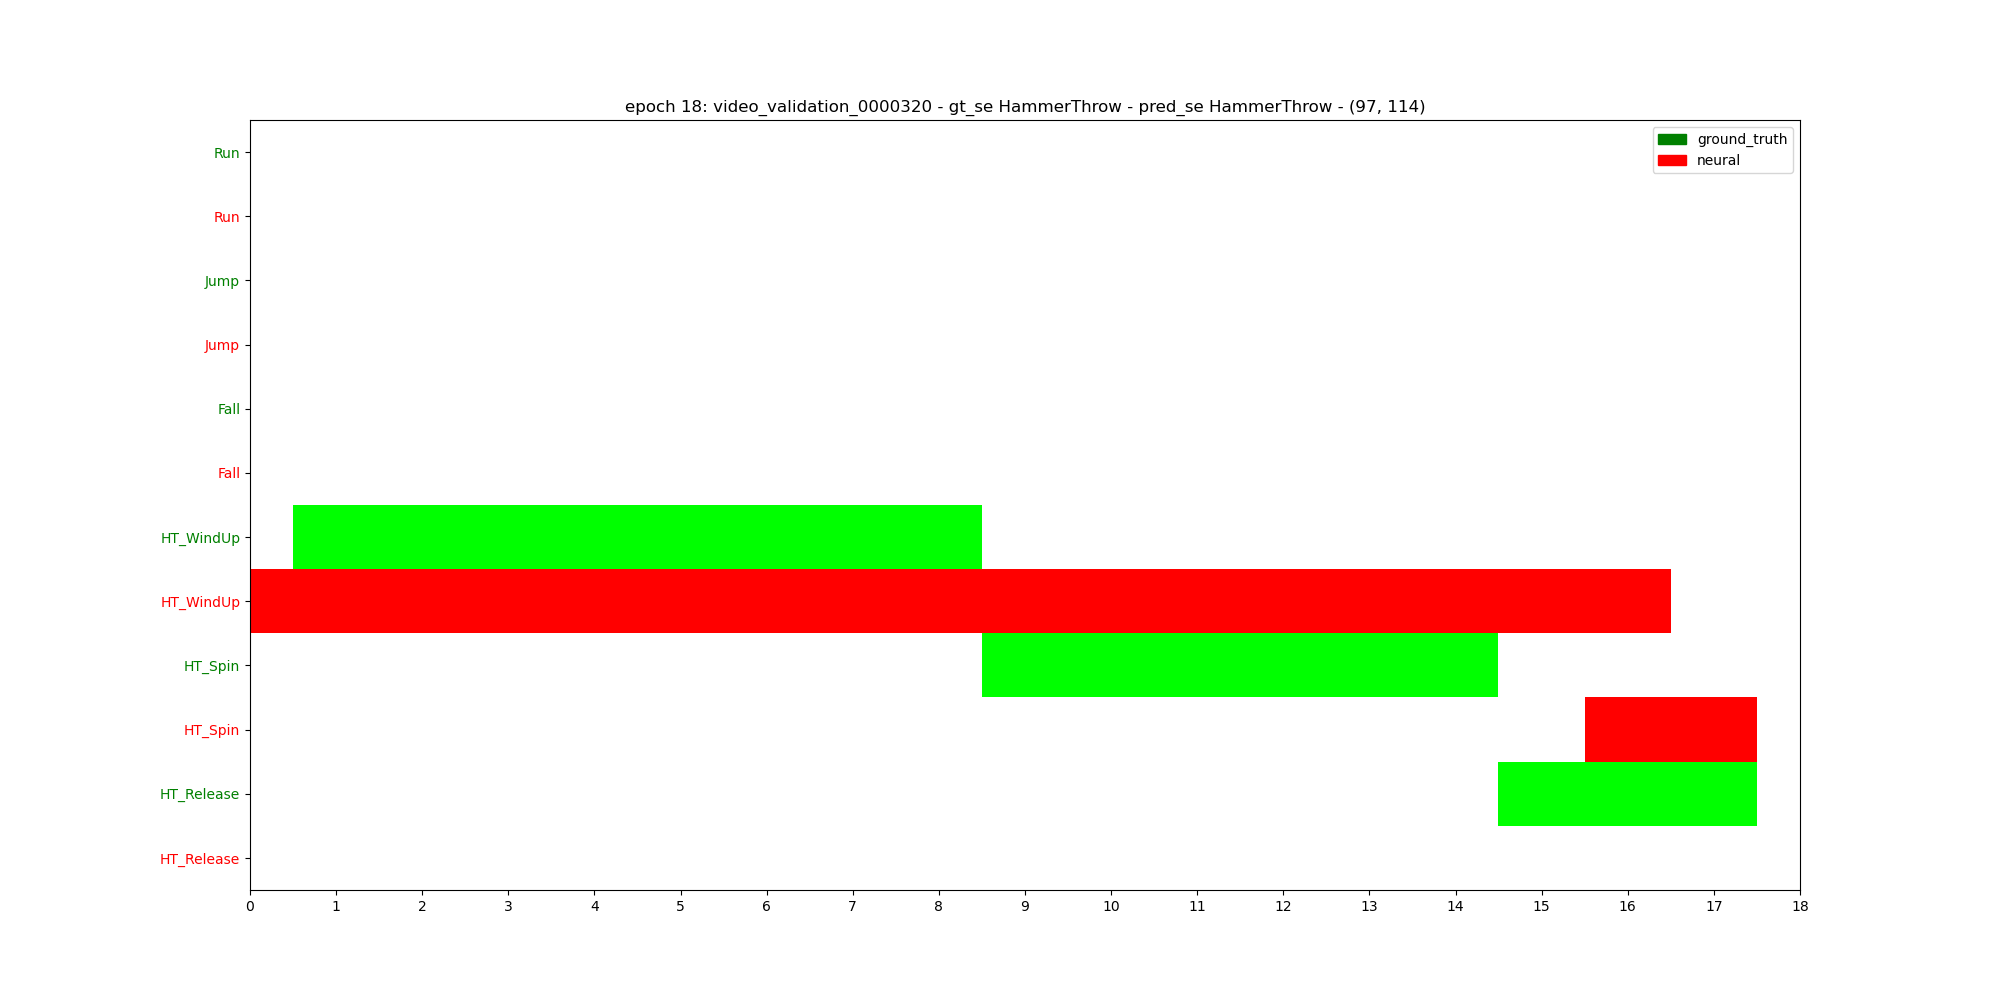 epoch 18: video_validation_0000320 - gt_se HammerThrow - pred_se HammerThrow - (97, 114)
ground_truth
neural
Run
Run
Jump
Jump
Fall
Fall
HT_WindUp
HT_WindUp
HT_Spin
HT_Spin
HT_Release
HT_Release
0 1 2 3 4 5 6 7 8 9 10 11 12 13 14 15 16 17 18